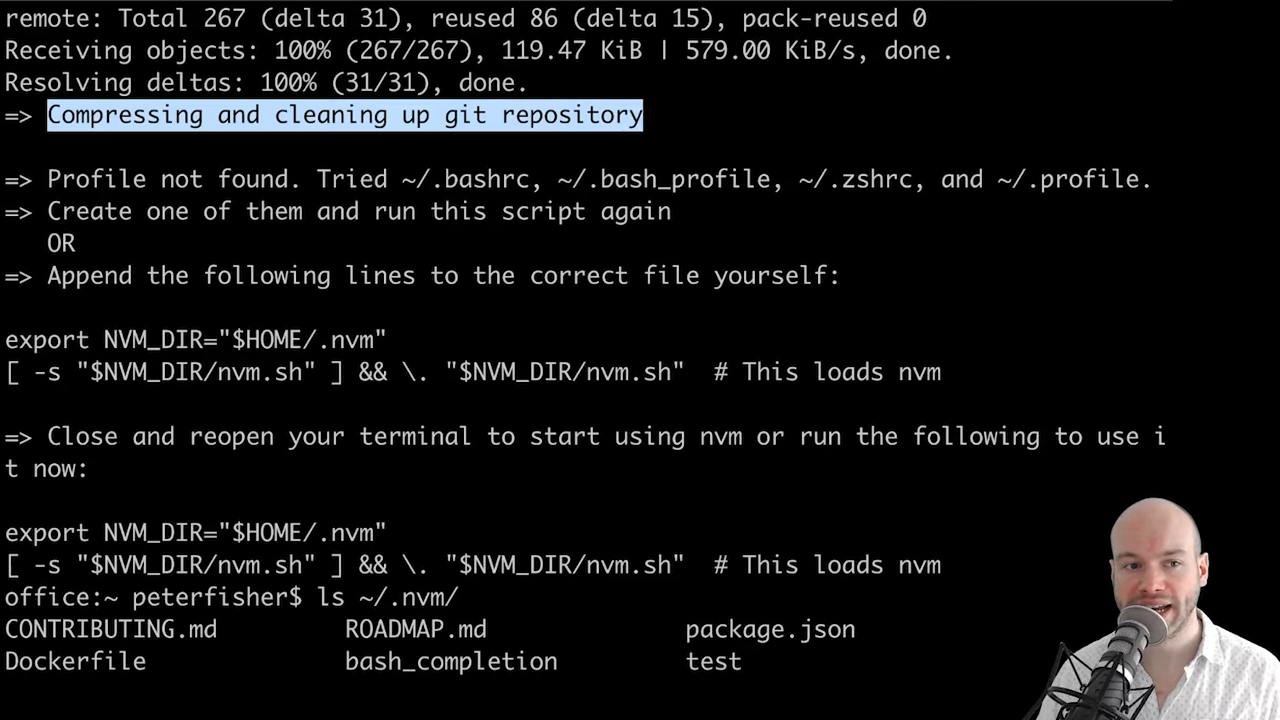 remote: Total 267 (delta 31), reused 86 (delta 15), pack-reused 0
Receiving objects: 100% (267/267), 119.47 KiB | 579.00 KiB/s, done.
Resolving deltas: 100% (31/31), done.
=> Compressing and cleaning up git repository
=> Profile not found. Tried ~/.bashrc, ~/.bash_profile, ~/.zshrc, and ~/.profile.
=> Create one of them and run this script again
OR
=> Append the following lines to the correct file yourself:
export NVM_DIR="$HOME/.nvm"
[ -s "$NVM_DIR/nvm.sh" ] && \. "$NVM_DIR/nvm.sh"  # This loads nvm
=> Close and reopen your terminal to start using nvm or run the following to use i
t now:
export NVM_DIR="$HOME/.nvm"
[ -s "$NVM_DIR/nvm.sh" ] && \. "$NVM_DIR/nvm.sh"  # This loads nvm
office:~ peterfisher$ ls ~/.nvm/
CONTRIBUTING.md ROADMAP.md package.json
Dockerfile bash_completion test